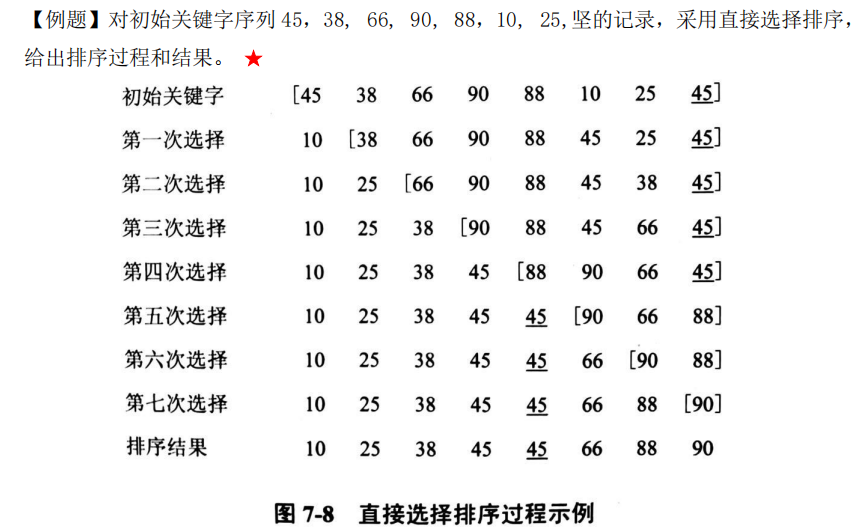 【例题】对初始关键字序列 45，38, 66, 90, 88，10, 25,坚的记录，采用直接选择排序，
给出排序过程和结果。 ★
初始关键字 [45 38 66 90 88 10 25 45]
第一次选择 10 [38 66 90 88 45 25 45]
第二次选择 10 25 [66 90 88 45 38 45]
第三次选择 10 25 38 [90 88 45 66 45]
第四次选择 10 25 38 45 [88 90 66 45]
第五次选择 10 25 38 45 45 [90 66 88]
第六次选择 10 25 38 45 45 66 [90 88]
第七次选择 10 25 38 45 45 66 88 [90]
排序结果 10 25 38 45 45 66 88 90
图 7-8 直接选择排序过程示例